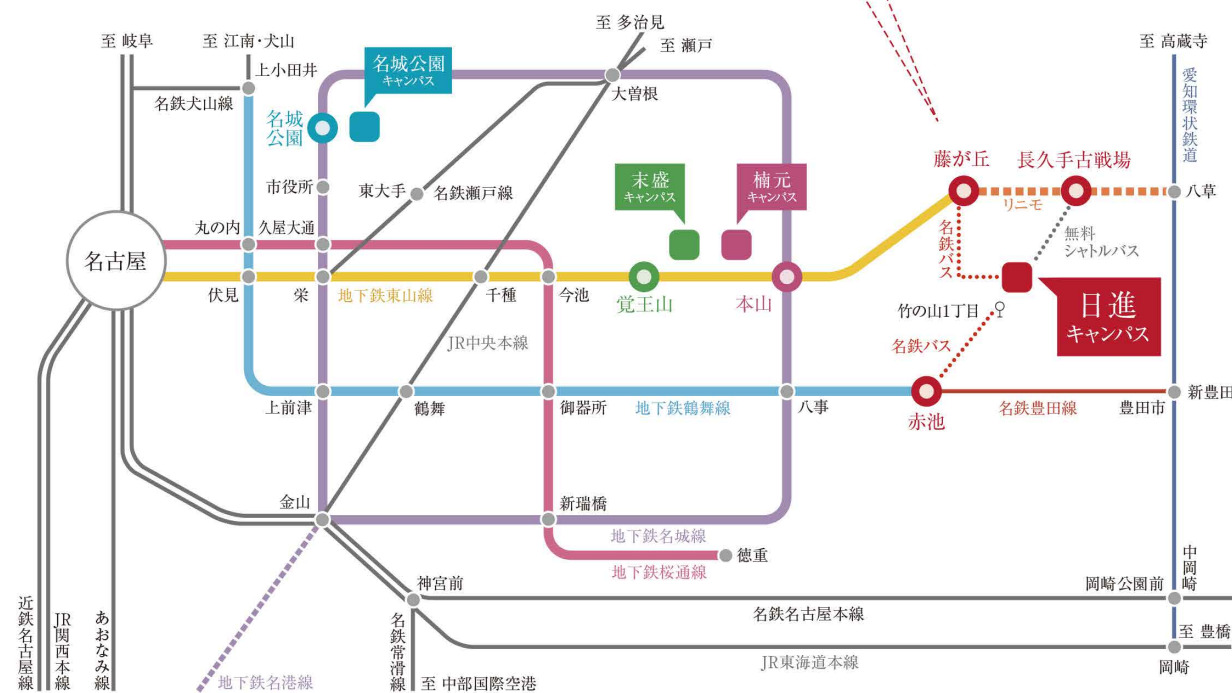 至 多治見
至 岐阜
至 江南・犬山
至 瀬戸
至 高蔵寺
上小田井
名城公園
キャンパス
名鉄犬山線
大曽根
愛知環状鉄道
名城
公園
藤が丘
長久手古戦場
市役所
東大手
名鉄瀬戸線
末盛
キャンパス
楠元
キャンパス
八草
リニモ
丸の内
久屋大通
名鉄バス
無料
シャトルバス
名古屋
伏見
栄
地下鉄東山線
千種
今池
覚王山
本山
竹の山1丁目
日進
キャンパス
JR中央本線
名鉄バス
上前津
鶴舞
御器所
地下鉄鶴舞線
八事
赤池
名鉄豊田線
豊田市
新豊田
金山
新瑞橋
地下鉄名城線
地下鉄桜通線
徳重
中岡崎
神宮前
岡崎公園前
近鉄名古屋線
JR関西本線
あおなみ線
名鉄常滑線
名鉄名古屋本線
至 豊橋
JR東海道本線
岡崎
地下鉄名港線
至 中部国際空港